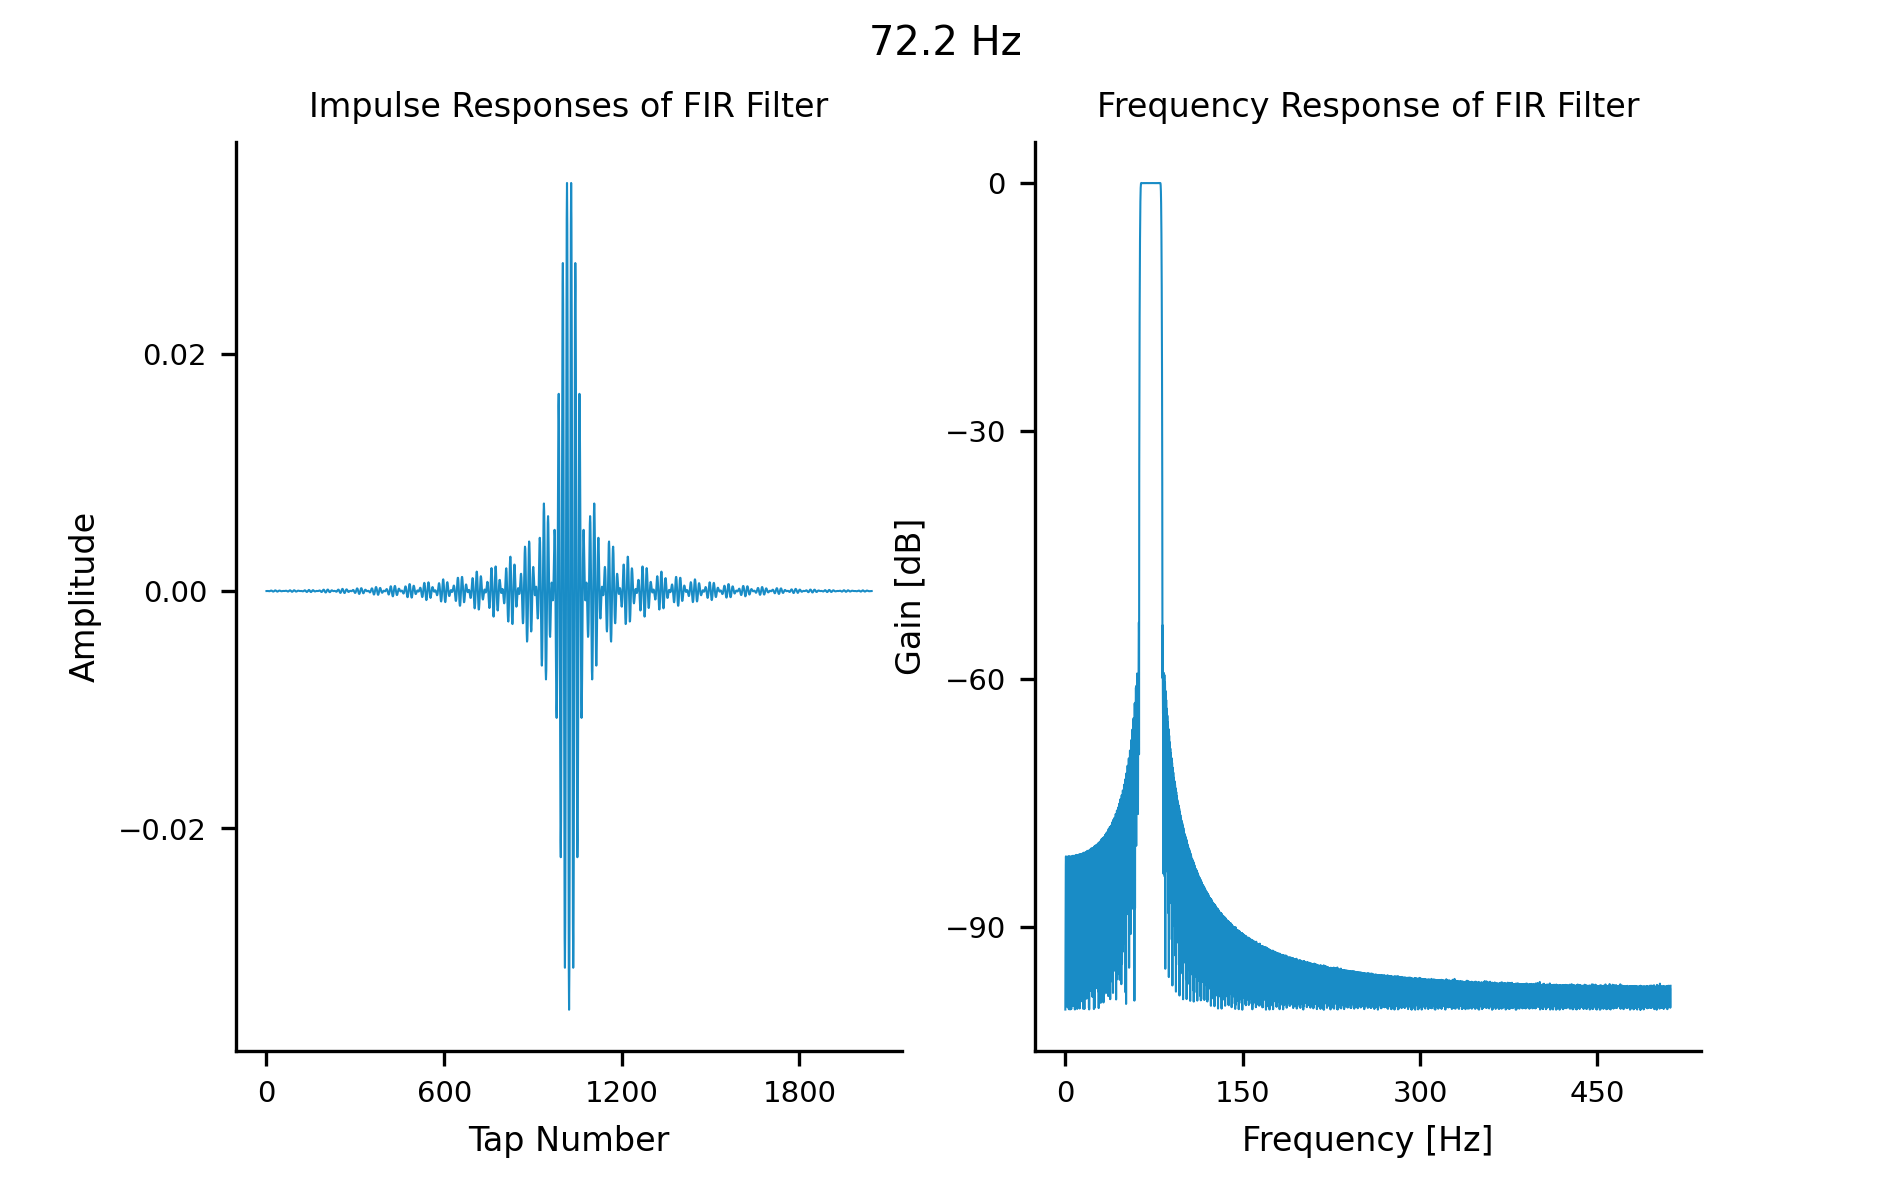 72.2 Hz
Impulse Responses of FIR Filter
0.02
0.00
−0.02
Amplitude
0
600
1200
1800
Tap Number
Frequency Response of FIR Filter
0
−30
−60
−90
Gain [dB]
0
150
300
450
Frequency [Hz]